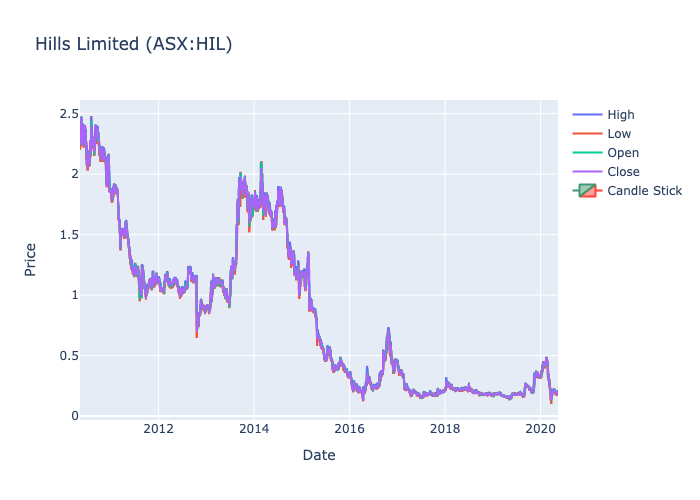 Hills Limited (ASX:HIL)
2.5
2
1.5
1
0.5
0
Price
2012
2014
2016
2018
2020
Date
High
Low
Open
Close
Candle Stick